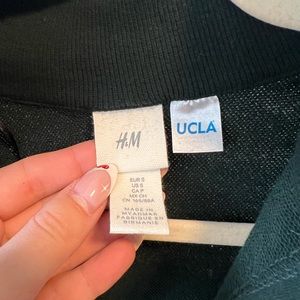 H&M
UCLA
EUR S
US S
CA P
MX CH
CN 165/88A
MADE IN
MYANMAR
FABRIQUÉ EN
BIRMANIE